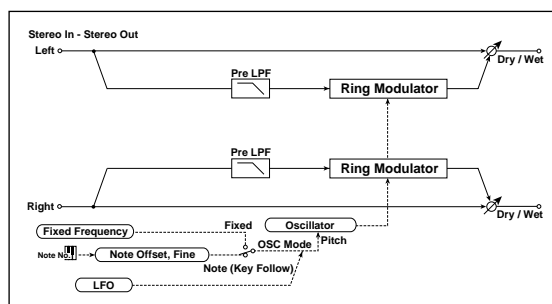 Stereo In - Stereo Out
Left
Dry / Wet
Pre LPF
Ring Modulator
Pre LPF
Ring Modulator
Right
Dry / Wet
Fixed Frequency
Fixed
Oscillator
OSC Mode
Pitch
Note No.
Note Offset, Fine
Note (Key Follow)
LFO